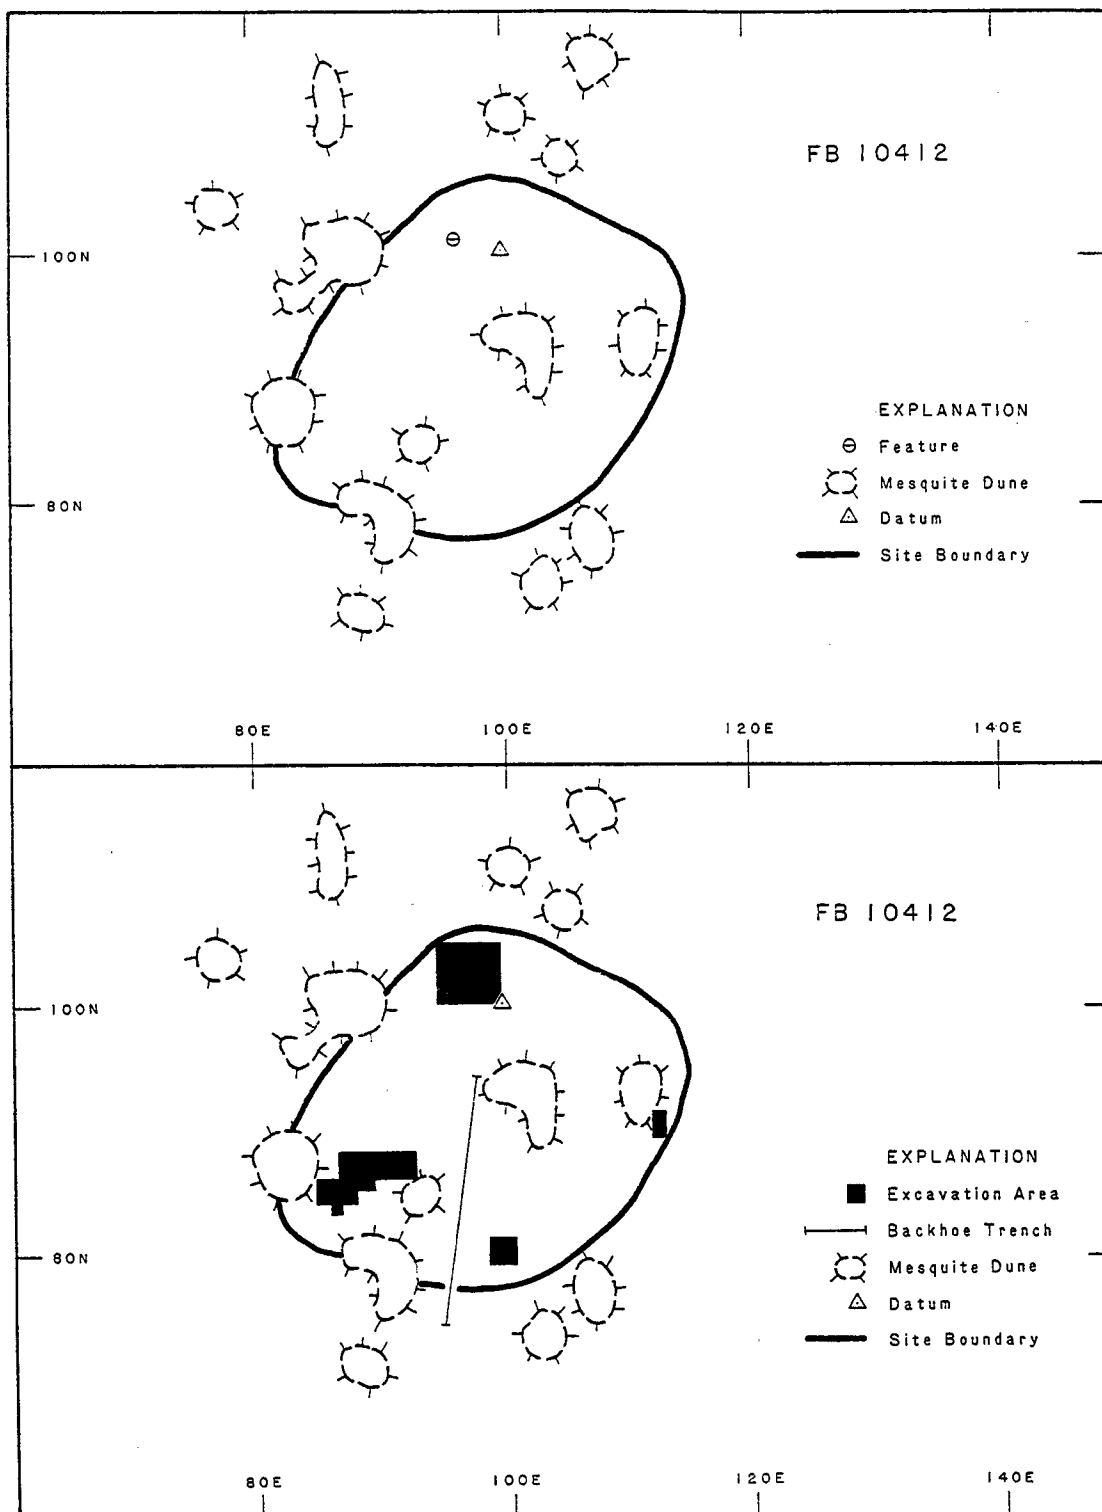 FB 10412
100N
EXPLANATION
Feature
Mesquite Dune
80N
Datum
Site Boundary
80E 100E 120E 140E
FB 10412
100N
EXPLANATION
Excavation Area
Backhoe Trench
80N
Mesquite Dune
Datum
Site Boundary
80E 100E 120E 140E